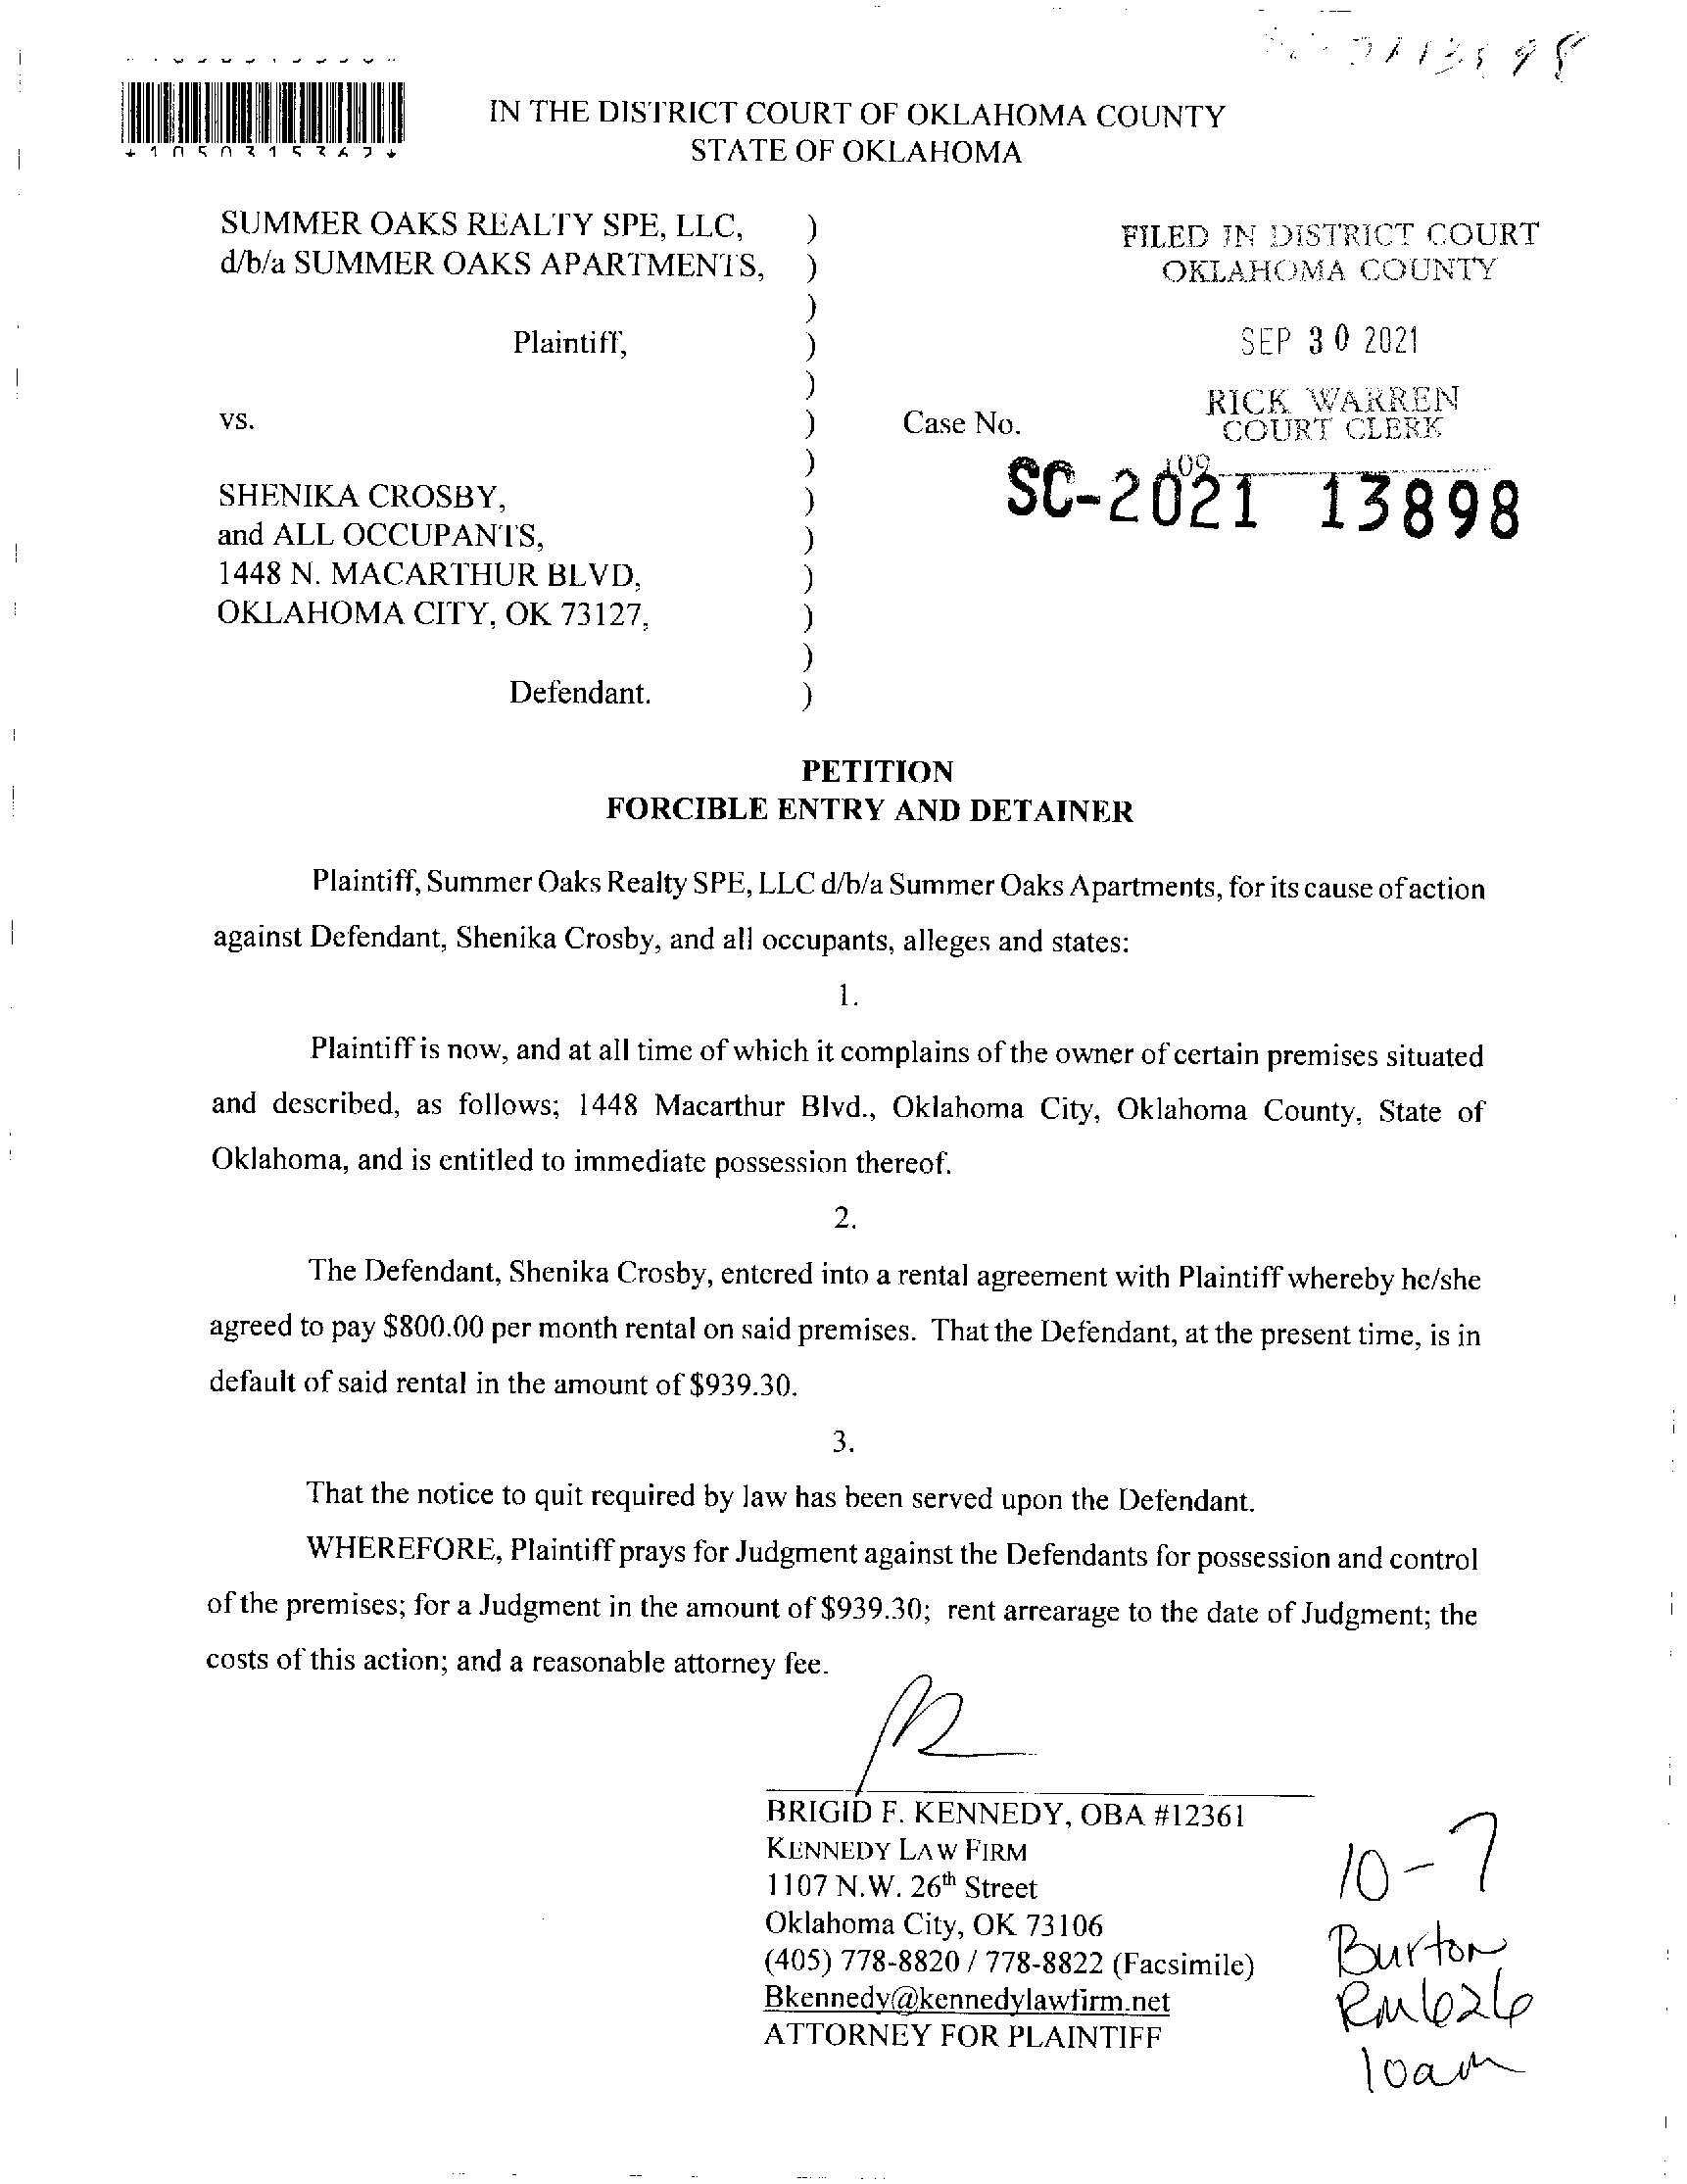 IN THE DISTRICT COURT OF OKLAHOMA COUNTY
STATE OF OKLAHOMA
*1050315367*
SUMMER OAKS REALTY SPE, LLC, )
d/b/a SUMMER OAKS APARTMENTS, )
)
Plaintiff, )
)
vs. )
)
SHENIKA CROSBY, )
and ALL OCCUPANTS, )
1448 N. MACARTHUR BLVD, )
OKLAHOMA CITY, OK 73127, )
)
Defendant. )
FILED IN DISTRICT COURT
OKLAHOMA COUNTY
SEP 30 2021
RICK WARREN
COURT CLERK
109
Case No.
SC-2021 13898
PETITION
FORCIBLE ENTRY AND DETAINER
Plaintiff, Summer Oaks Realty SPE, LLC d/b/a Summer Oaks Apartments, for its cause of action
against Defendant, Shenika Crosby, and all occupants, alleges and states:
1.
Plaintiff is now, and at all time of which it complains of the owner of certain premises situated
and described, as follows; 1448 Macarthur Blvd., Oklahoma City, Oklahoma County, State of
Oklahoma, and is entitled to immediate possession thereof.
2.
The Defendant, Shenika Crosby, entered into a rental agreement with Plaintiff whereby he/she
agreed to pay $800.00 per month rental on said premises. That the Defendant, at the present time, is in
default of said rental in the amount of $939.30.
3.
That the notice to quit required by law has been served upon the Defendant.
WHEREFORE, Plaintiff prays for Judgment against the Defendants for possession and control
of the premises; for a Judgment in the amount of $939.30; rent arrearage to the date of Judgment; the
costs of this action; and a reasonable attorney fee.
BRIGID F. KENNEDY, OBA #12361
KENNEDY LAW FIRM
1107 N.W. 26th Street
Oklahoma City, OK 73106
(405) 778-8820 / 778-8822 (Facsimile)
Bkennedy@kennedylawfirm.net
ATTORNEY FOR PLAINTIFF
10-7
Burton
Rm 626
10am